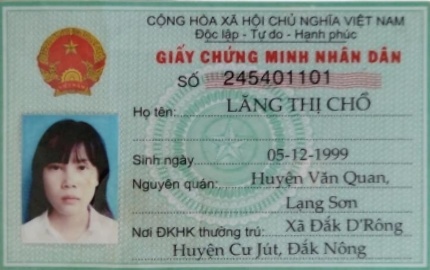 CỘNG HÒA XÃ HỘI CHỦ NGHĨA VIỆT NAM
Độc lập - Tự do - Hạnh phúc
GIẤY CHỨNG MINH NHÂN DÂN
SỐ 245401101
Họ tên: LĂNG THỊ CHỒ
Sinh ngày 05-12-1999
Nguyên quán: Huyện Văn Quan,
Lạng Sơn
Nơi ĐKHK thường trú: Xã Đắk D'Rông
Huyện Cư Jút, Đắk Nông